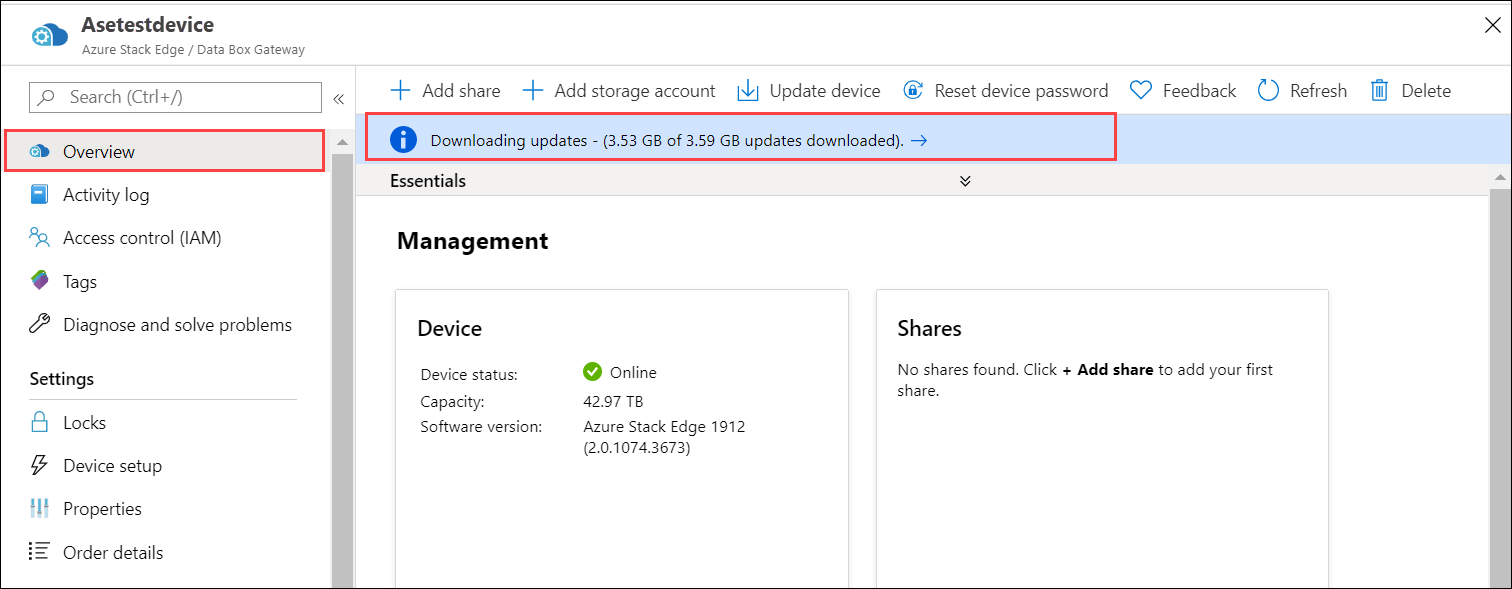 Asetestdevice
Azure Stack Edge / Data Box Gateway
Search (Ctrl+/)
Overview
Activity log
Access control (IAM)
Tags
Diagnose and solve problems
Settings
Locks
Device setup
Properties
Order details
Add share Add storage account Update device Reset device password Feedback Refresh Delete
Downloading updates - (3.53 GB of 3.59 GB updates downloaded).
Essentials
Management
Device
Device status: Online
Capacity: 42.97 TB
Software version: Azure Stack Edge 1912
(2.0.1074.3673)
Shares
No shares found. Click + Add share to add your first
share.